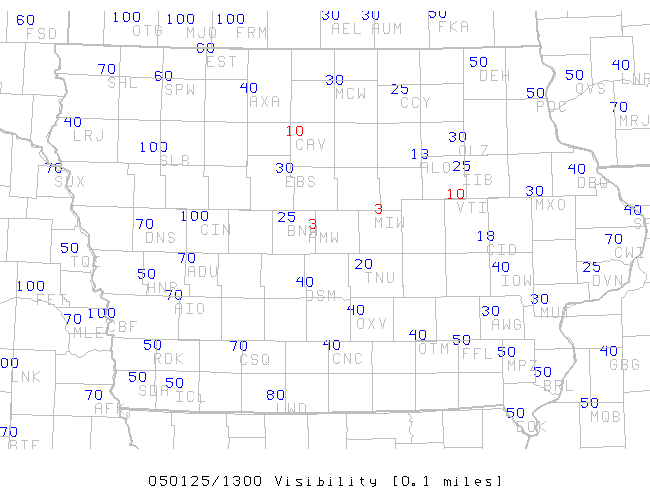 60 100 100 100 30 30 50
FSD OTG MJQ FRM AEL AUM FKA
60
EST
70 60 40 30 25 50 50 40
SHL SPW AXA MCW CCY DEH OVS LNR
50 70
PDC MRJ
40 10 30
LRJ CAV OLZ
100 13 25
SLB ALO IIB
70 30 40
SUX EBS DBQ
10 30
VTI MXO
70 100 25 3 3 18 70 40
DNS CIN BNW AMW MIW CID CWI
50 70 20 40 25
TQE ADU TNU IOW DVN
100 50 40
HNR DSM
70 100 70 40 30 30
MLE CBF AIO OXV AWG MUT
50 70 40 40 50 50 40
RDK CSQ CNC OTM FFL MPZ GBG
00 50 50 50
LNK SDA ICL BRL
70 80 50 50
AFK LWD EOK MQB
70
BIE
050125/1300 Visibility [0.1 miles]